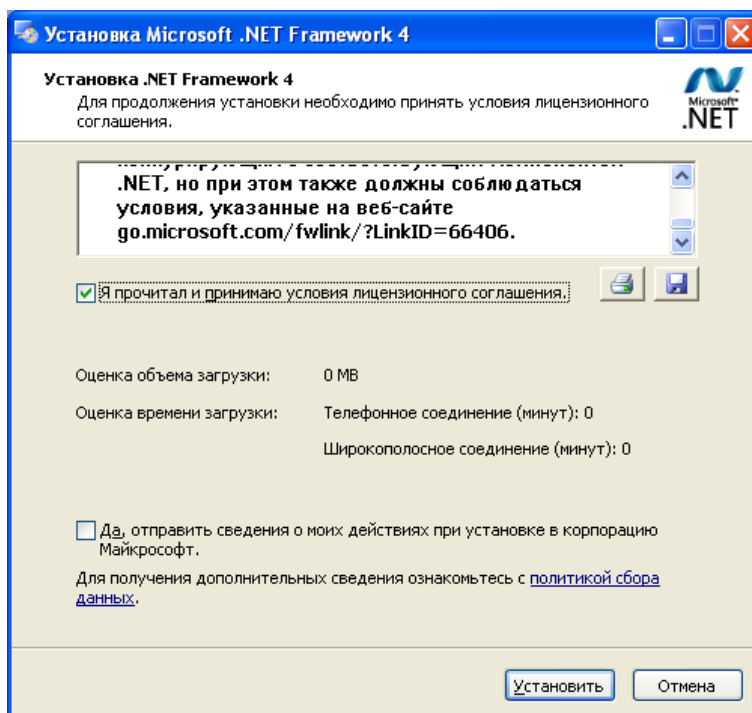 Установка Microsoft .NET Framework 4
Установка .NET Framework 4
Для продолжения установки необходимо принять условия лицензионного
соглашения.
Microsoft
.NET
.NET, но при этом также должны соблюдаться
условия, указанные на веб-сайте
go.microsoft.com/fwlink/?LinkID=66406.
Я прочитал и принимаю условия лицензионного соглашения.
Оценка объема загрузки: 0 MB
Оценка времени загрузки: Телефонное соединение (минут): 0
Широкополосное соединение (минут): 0
Да, отправить сведения о моих действиях при установке в корпорацию
Майкрософт.
Для получения дополнительных сведения ознакомьтесь с политикой сбора
данных.
Установить Отмена